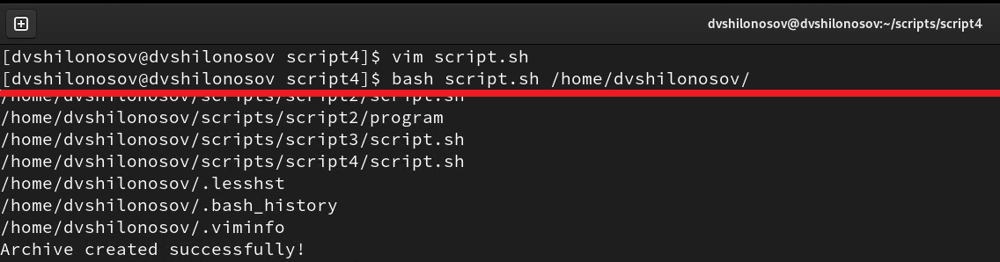 dvshilonosov@dvshilonosov:~/scripts/script4
[dvshilonosov@dvshilonosov script4]$ vim script.sh
[dvshilonosov@dvshilonosov script4]$ bash script.sh /home/dvshilonosov/
/home/dvshilonosov/scripts/script2/script.sh
/home/dvshilonosov/scripts/script2/program
/home/dvshilonosov/scripts/script3/script.sh
/home/dvshilonosov/scripts/script4/script.sh
/home/dvshilonosov/.lesshst
/home/dvshilonosov/.bash_history
/home/dvshilonosov/.viminfo
Archive created successfully!